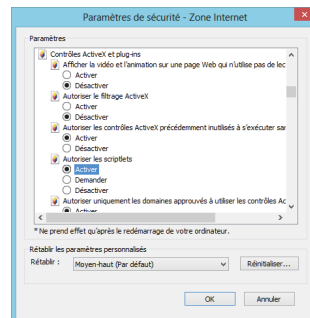 Paramètres de sécurité - Zone Internet
Paramètres
Contrôles ActiveX et plug-ins
Afficher la vidéo et l'animation sur une page Web qui n'utilise pas de lec
Activer
Désactiver
Autoriser le filtrage ActiveX
Activer
Désactiver
Autoriser les contrôles ActiveX précédemment inutilisés à s'exécuter san
Activer
Désactiver
Autoriser les scriptlets
Activer
Demander
Désactiver
Autoriser uniquement les domaines approuvés à utiliser les contrôles Ac
Activer
* Ne prend effet qu'après le redémarrage de votre ordinateur.
Rétablir les paramètres personnalisés
Rétablir :
Moyen-haut (Par défaut)
Réinitialiser...
OK
Annuler